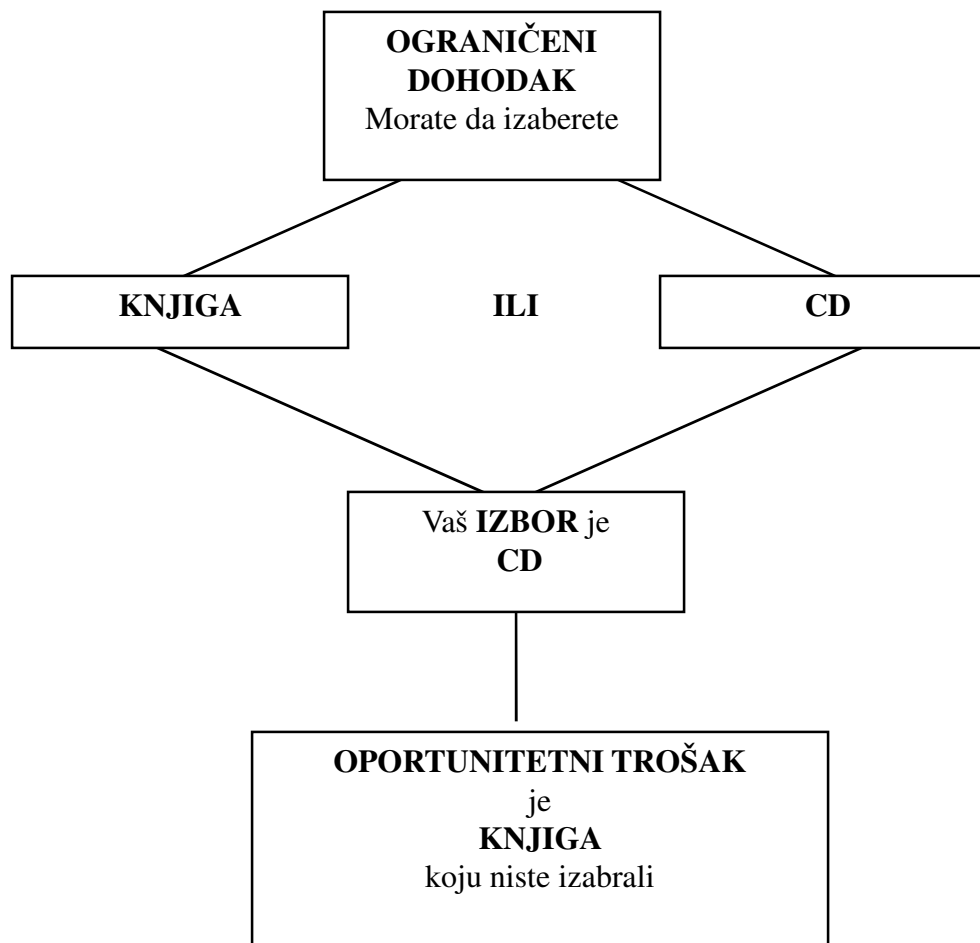 OGRANIČENI
DOHODAK
Morate da izaberete
KNJIGA
ILI
CD
Vaš IZBOR je
CD
OPORTUNITETNI TROŠAK
je
KNJIGA
koju niste izabrali